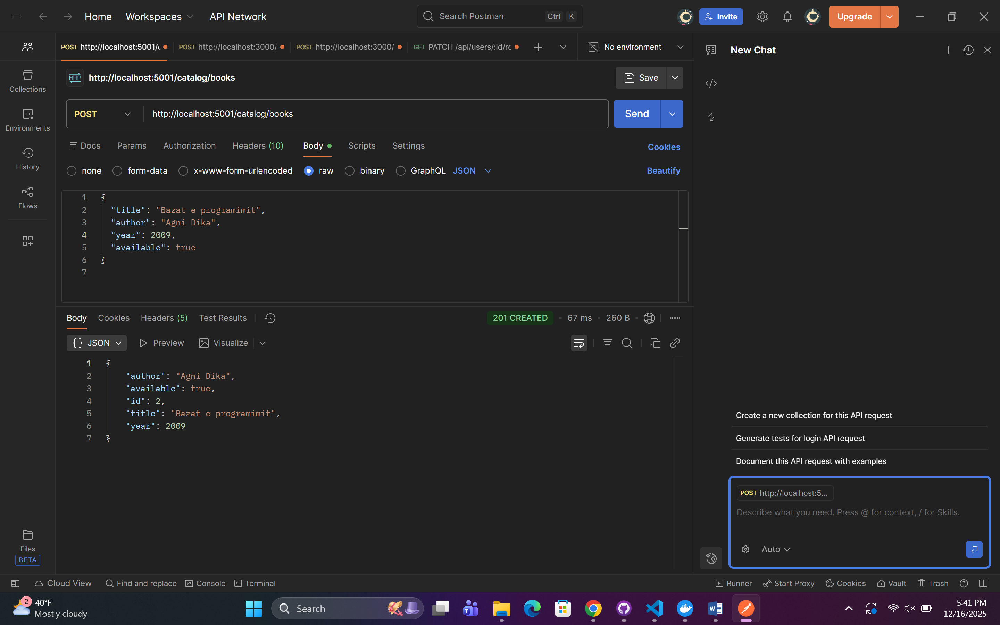 Home Workspaces API Network Search Postman Ctrl K Invite Upgrade
POST http://localhost:5001/c POST http://localhost:3000/ POST http://localhost:3000/ GET PATCH /api/users/:id/rc No environment
New Chat
HTTP http://localhost:5001/catalog/books Save
Collections
POST http://localhost:5001/catalog/books Send
Environments
Docs Params Authorization Headers (10) Body Scripts Settings Cookies
History
none form-data x-www-form-urlencoded raw binary GraphQL JSON Beautify
Flows
1 {
2 "title": "Bazat e programimit",
3 "author": "Agni Dika",
4 "year": 2009,
5 "available": true
6 }
7
Body Cookies Headers (5) Test Results 201 CREATED 67 ms 260 B
{} JSON Preview Visualize
1 {
2 "author": "Agni Dika",
3 "available": true,
4 "id": 2,
5 "title": "Bazat e programimit",
6 "year": 2009
7 }
Create a new collection for this API request
Generate tests for login API request
Document this API request with examples
POST http://localhost:5...
Describe what you need. Press @ for context, / for Skills.
Auto
Files
BETA
Cloud View Find and replace Console Terminal Runner Start Proxy Cookies Vault Trash
2 40°F
Mostly cloudy
Search
5:41 PM
12/16/2025